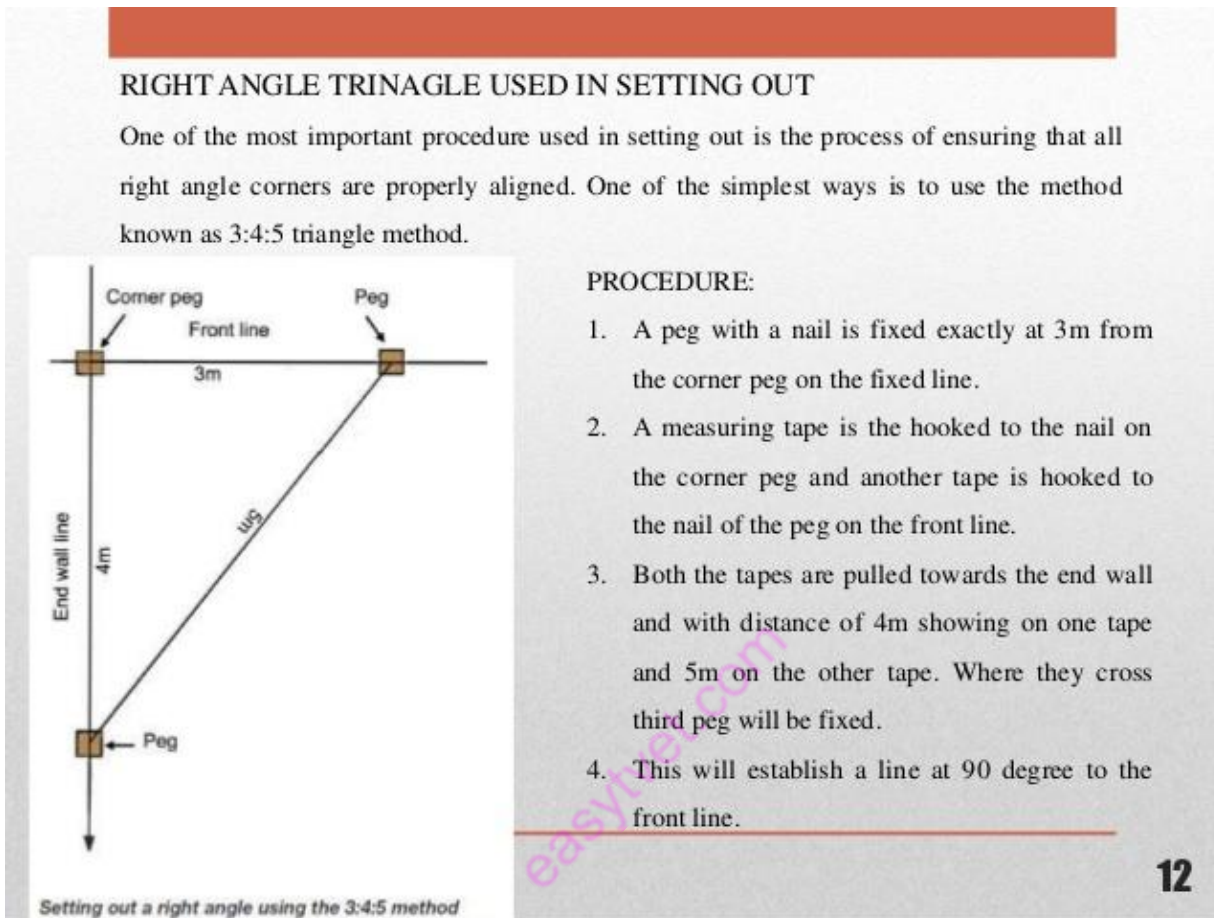 RIGHT ANGLE TRINAGLE USED IN SETTING OUT
One of the most important procedure used in setting out is the process of ensuring that all
right angle corners are properly aligned. One of the simplest ways is to use the method
known as 3:4:5 triangle method.
Corner peg
Peg
Front line
3m
End wall line
4m
5m
Peg
Setting out a right angle using the 3:4:5 method
PROCEDURE:
1. A peg with a nail is fixed exactly at 3m from
the corner peg on the fixed line.
2. A measuring tape is the hooked to the nail on
the corner peg and another tape is hooked to
the nail of the peg on the front line.
3. Both the tapes are pulled towards the end wall
and with distance of 4m showing on one tape
and 5m on the other tape. Where they cross
third peg will be fixed.
4. This will establish a line at 90 degree to the
front line.
easytvet.com
12